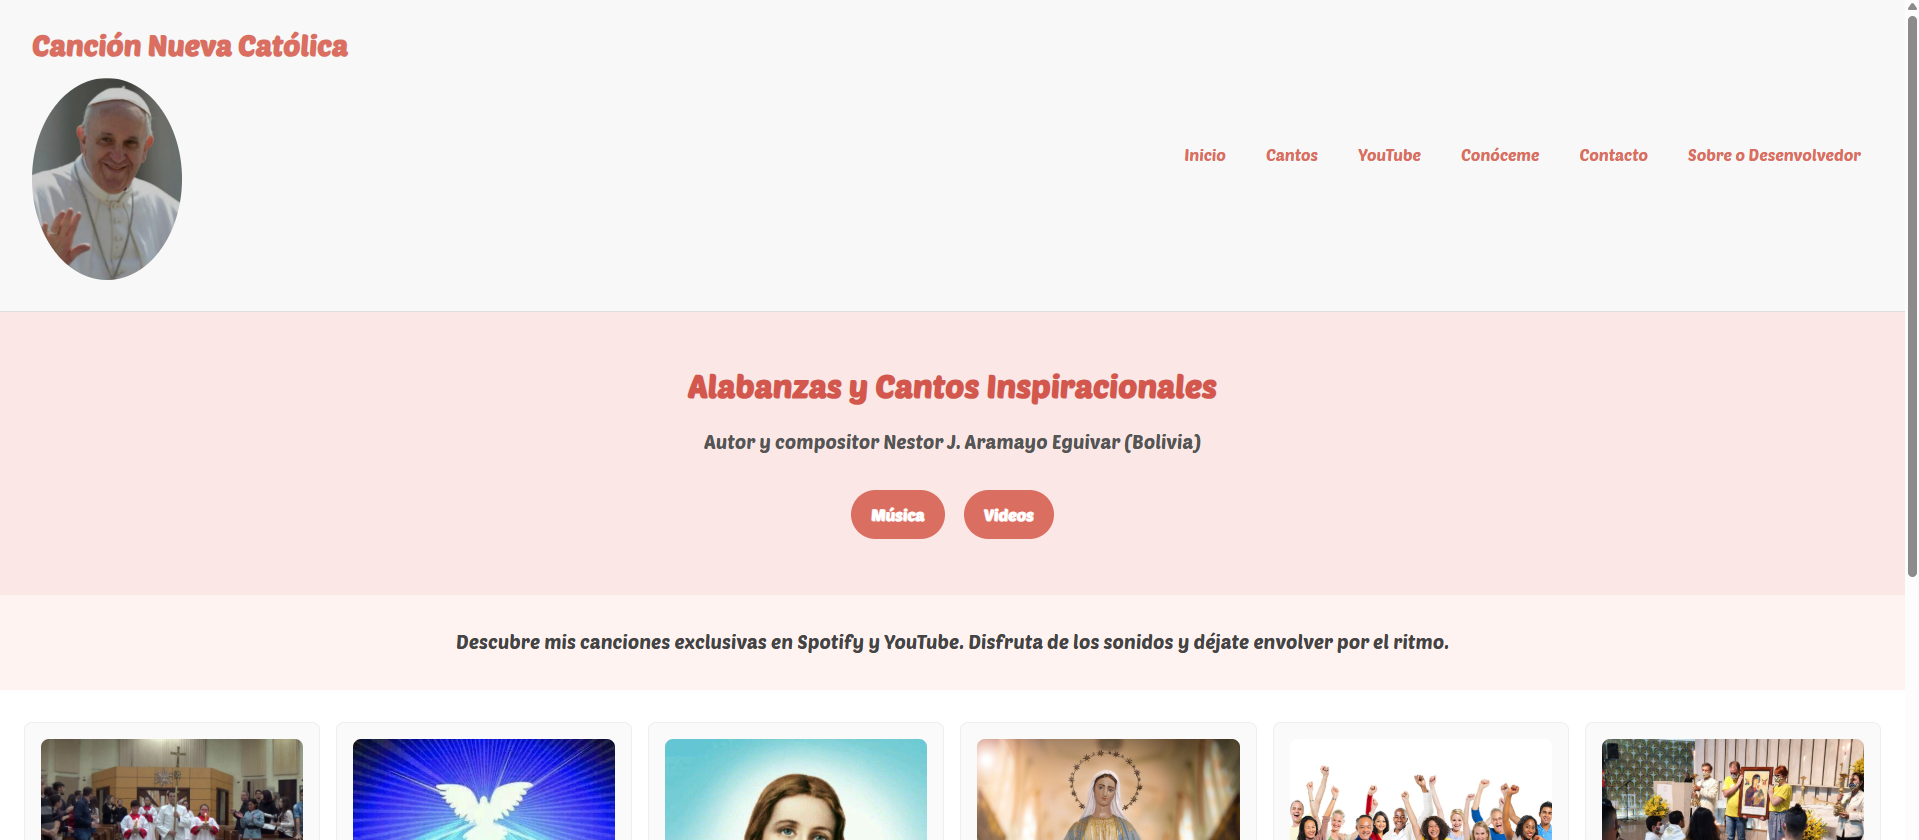 Canción Nueva Católica
Inicio Cantos YouTube Conóceme Contacto Sobre o Desenvolvedor
Alabanzas y Cantos Inspiracionales
Autor y compositor Nestor J. Aramayo Eguivar (Bolivia)
Música Videos
Descubre mis canciones exclusivas en Spotify y YouTube. Disfruta de los sonidos y déjate envolver por el ritmo.